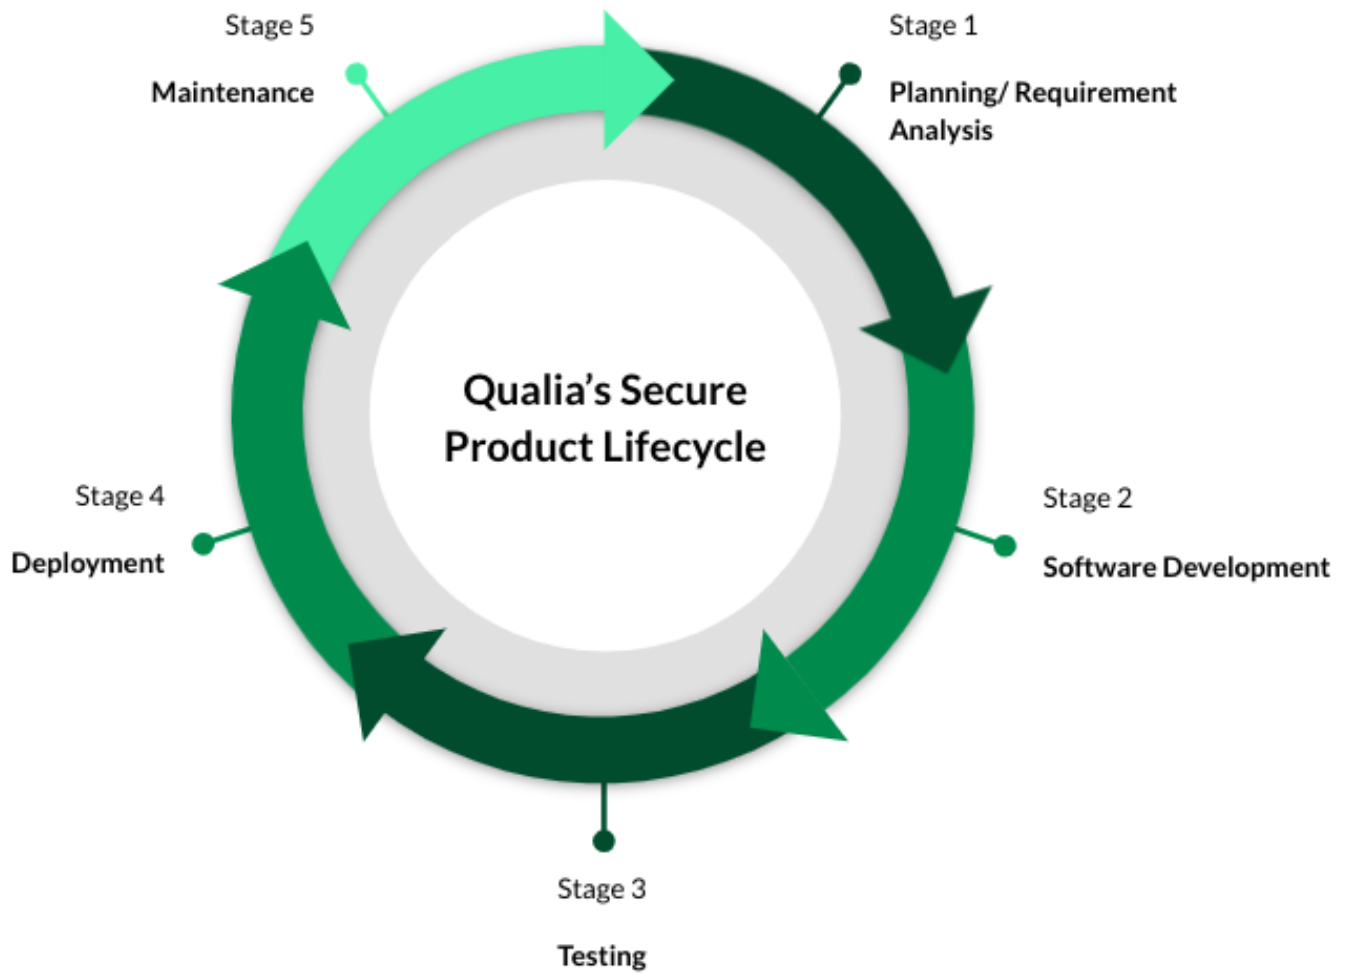 Stage 1
Planning/ Requirement
Analysis
Stage 2
Software Development
Stage 3
Testing
Stage 4
Deployment
Stage 5
Maintenance
Qualia’s Secure
Product Lifecycle